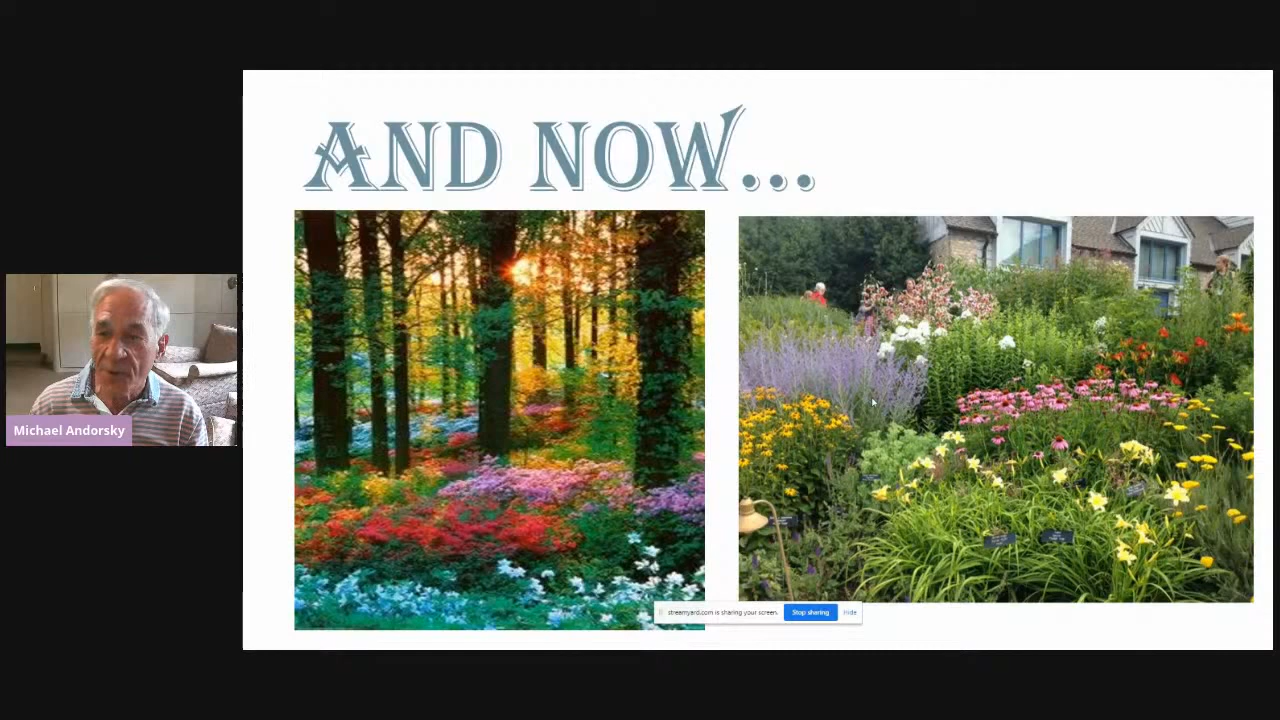 AND NOW...
Michael Andorsky
streamyard.com is sharing your screen.
Stop sharing
Hide